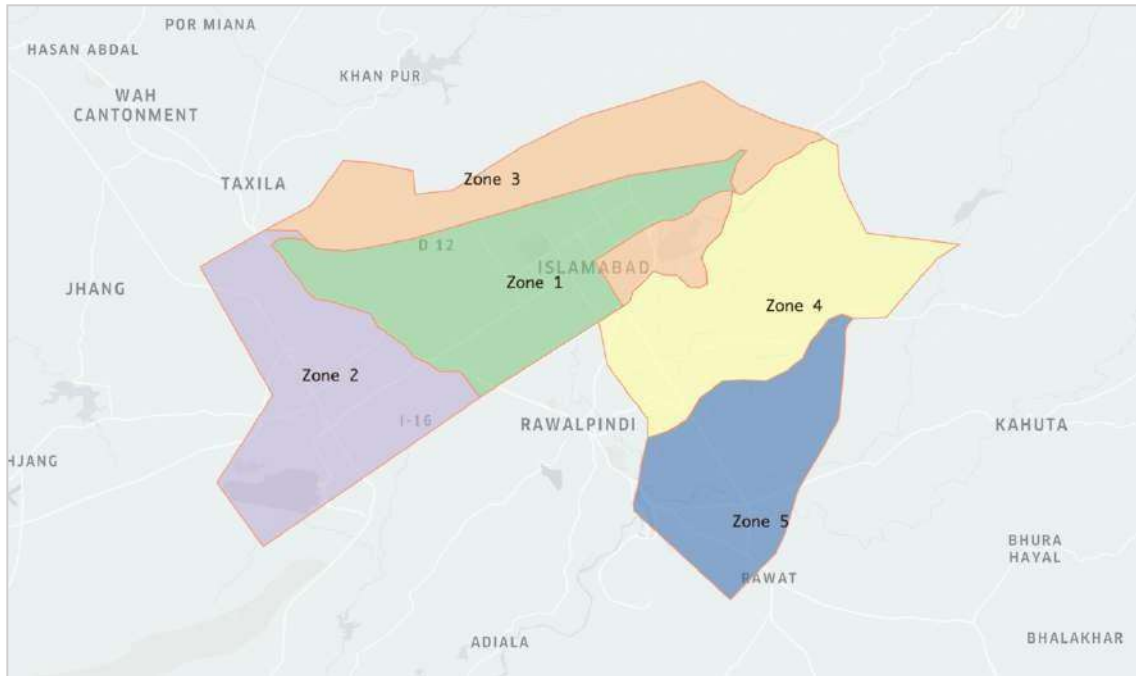 POR MIANA
HASAN ABDAL
KHAN PUR
WAH
CANTONMENT
TAXILA
Zone 3
D 12
ISLAMABAD
Zone 1
JHANG
Zone 4
Zone 2
I-16
RAWALPINDI
KAHUTA
HJANG
Zone 5
BHURA
HAYAL
RAWAT
ADIALA
BHALAKHAR